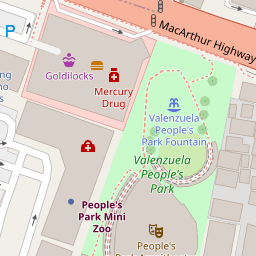 MacArthur Highway
P
Goldilocks
Mercury
Drug
Valenzuela
People's
Park Fountain
Valenzuela
People's
Park
People's
Park Mini
Zoo
People's